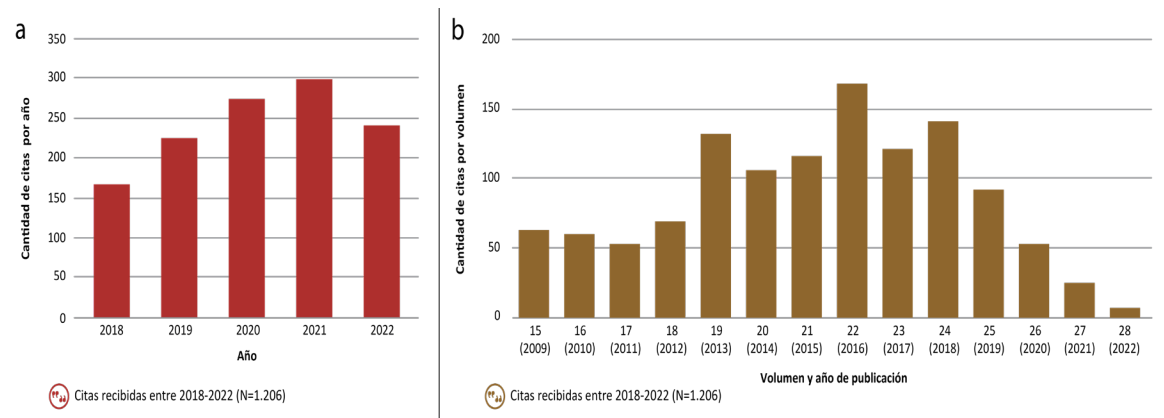 a
350
300
250
200
150
100
50
0
Cantidad de citas por año
2018 2019 2020 2021 2022
Año
Citas recibidas entre 2018-2022 (N=1.206)
b
200
150
100
50
0
Cantidad de citas por volumen
15 16 17 18 19 20 21 22 23 24 25 26 27 28
(2009) (2010) (2011) (2012) (2013) (2014) (2015) (2016) (2017) (2018) (2019) (2020) (2021) (2022)
Volumen y año de publicación
Citas recibidas entre 2018-2022 (N=1.206)